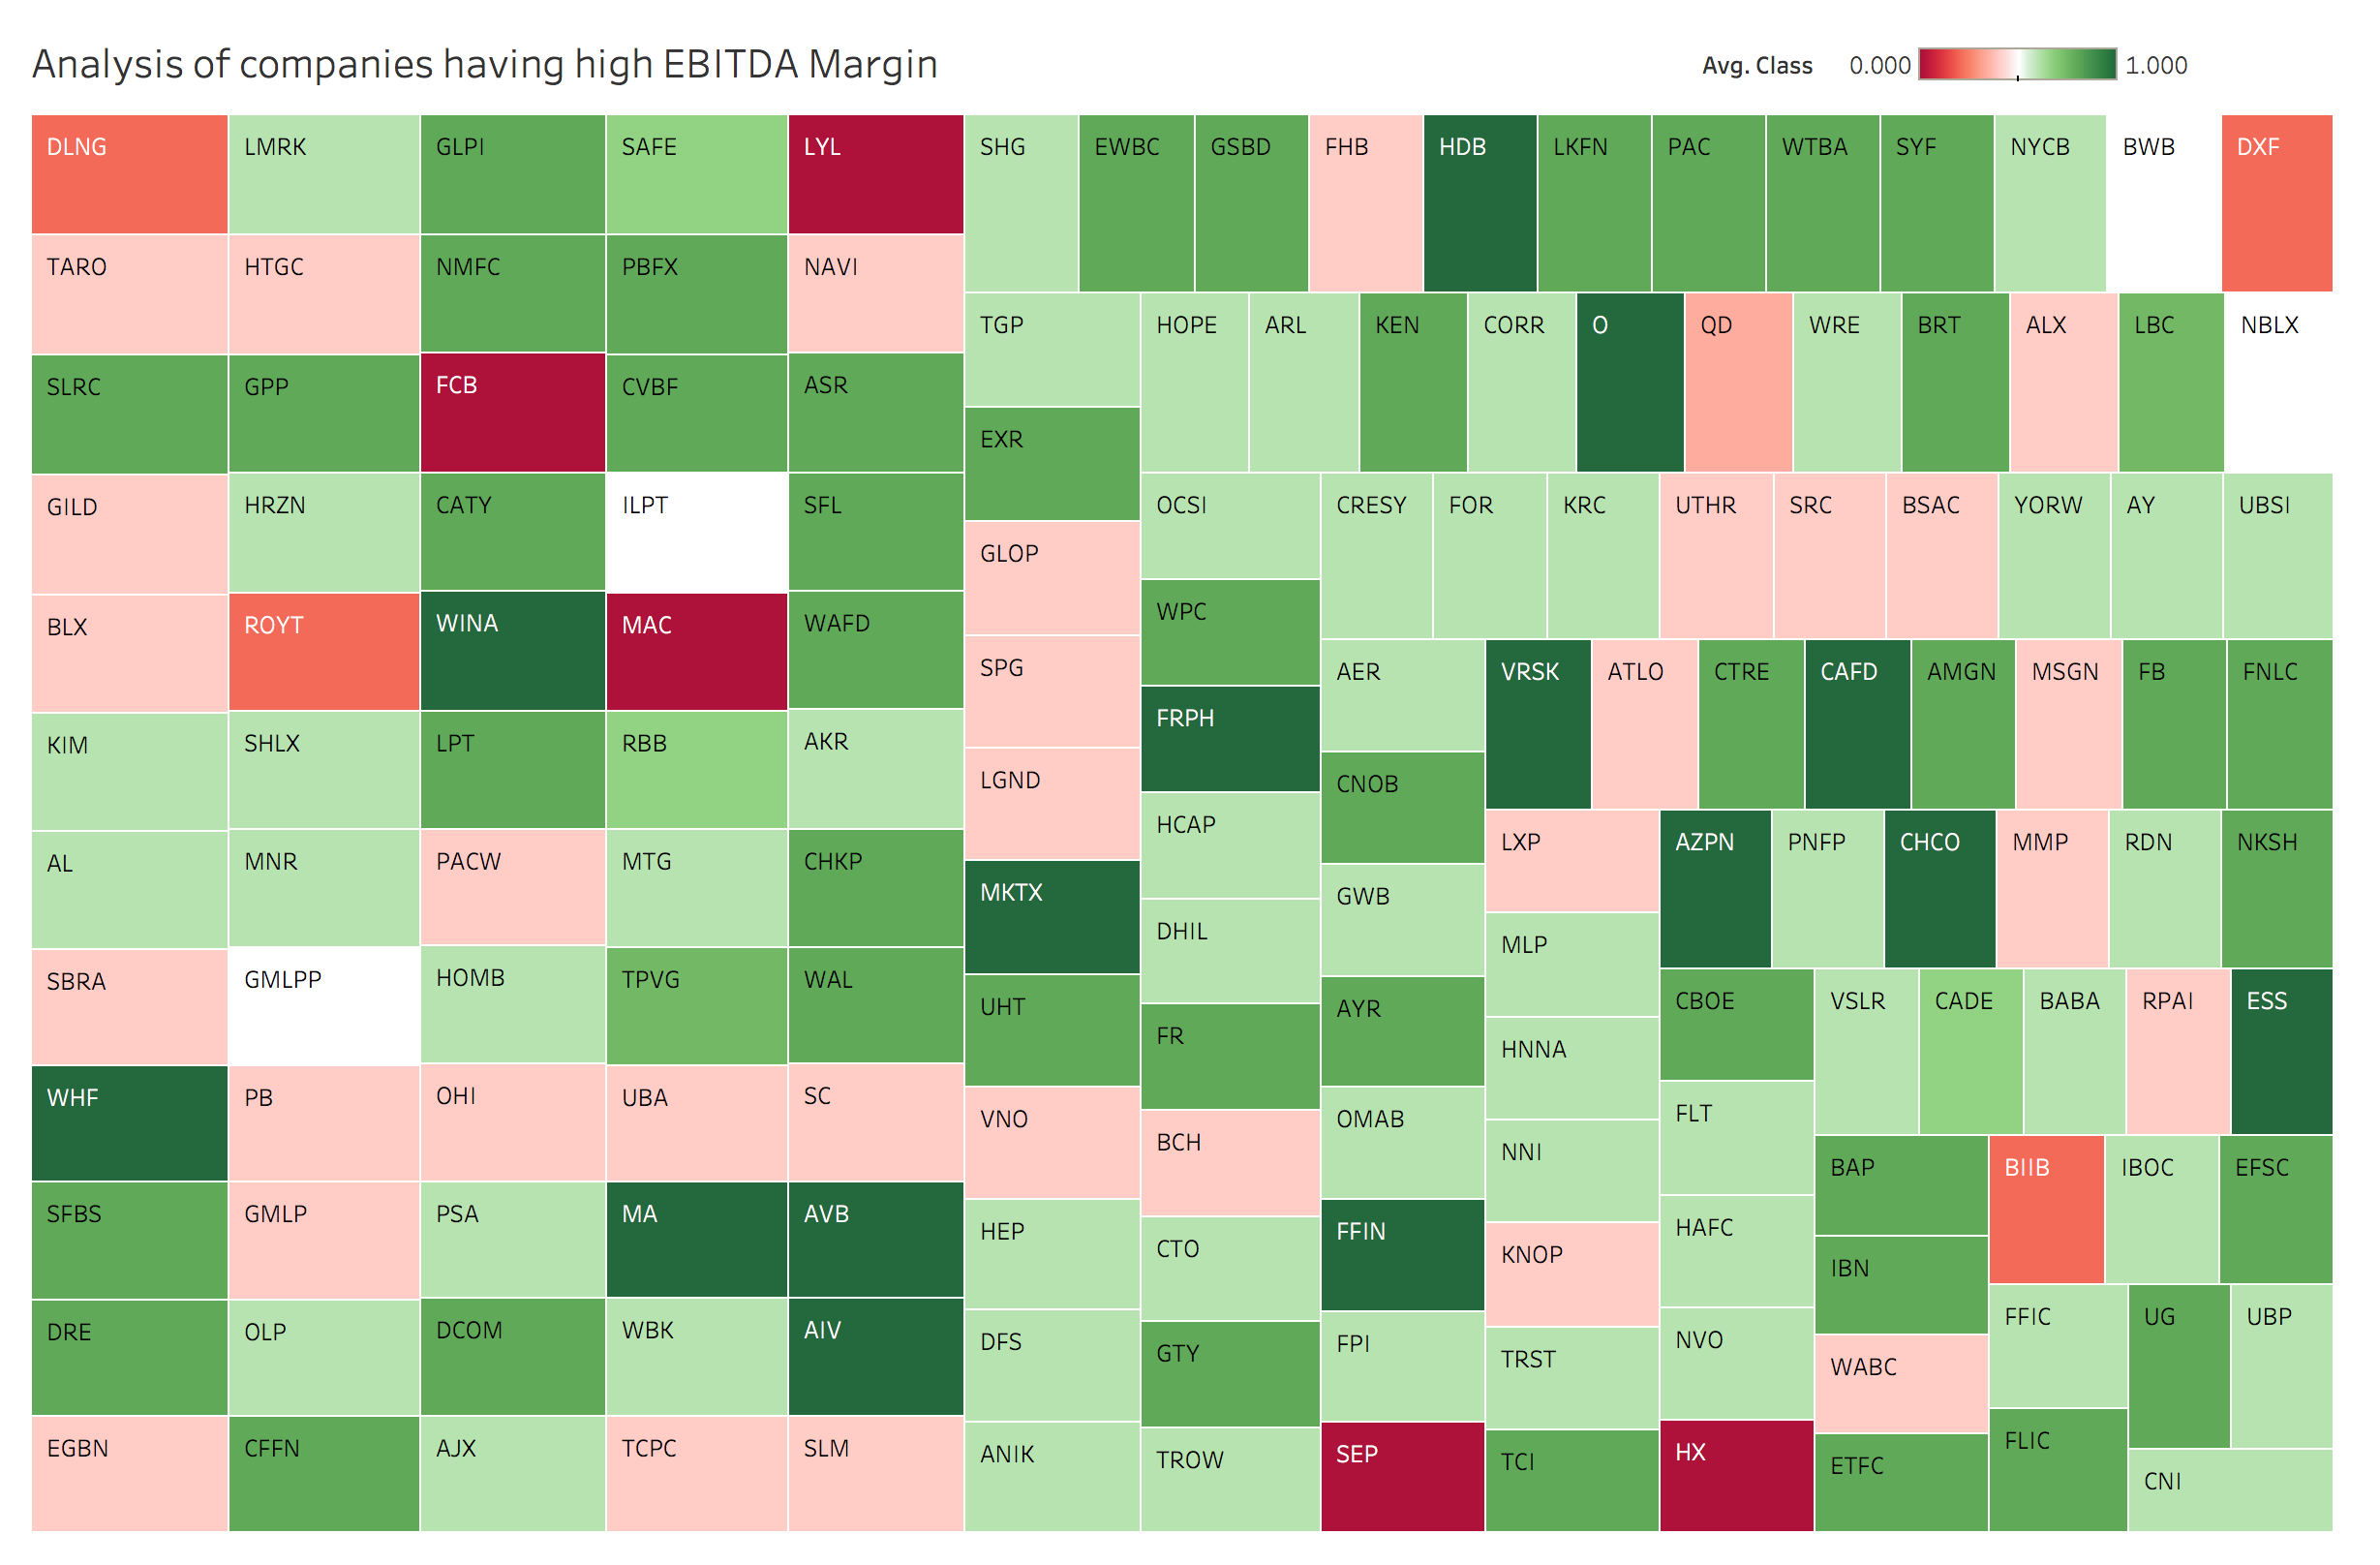 Analysis of companies having high EBITDA Margin
Avg. Class 0.000 1.000
DLNG
TARO
SLRC
GILD
BLX
KIM
AL
SBRA
WHF
SFBS
DRE
EGBN
LMRK
HTGC
GPP
HRZN
ROYT
SHLX
MNR
GMLPP
PB
GMLP
OLP
CFFN
GLPI
NMFC
FCB
CATY
WINA
LPT
PACW
HOMB
OHI
PSA
DCOM
AJX
SAFE
PBFX
CVBF
ILPT
MAC
RBB
MTG
TPVG
UBA
MA
WBK
TCPC
LYL
NAVI
ASR
SFL
WAFD
AKR
CHKP
WAL
SC
AVB
AIV
SLM
SHG
EWBC
GSBD
FHB
HDB
LKFN
PAC
WTBA
SYF
NYCB
BWB
DXF
TGP
EXR
GLOP
SPG
LGND
MKTX
UHT
VNO
HEP
DFS
ANIK
HOPE
ARL
KEN
CORR
O
QD
WRE
BRT
ALX
LBC
NBLX
OCSI
WPC
FRPH
HCAP
DHIL
FR
BCH
CTO
GTY
TROW
CRESY
FOR
KRC
UTHR
SRC
BSAC
YORW
AY
UBSI
AER
CNOB
GWB
AYR
OMAB
FFIN
FPI
SEP
VRSK
ATLO
CTRE
CAFD
AMGN
MSGN
FB
FNLC
LXP
MLP
HNNA
NNI
KNOP
TRST
TCI
AZPN
PNFP
CHCO
MMP
RDN
NKSH
CBOE
FLT
HAFC
NVO
HX
VSLR
CADE
BABA
RPAI
ESS
BAP
IBN
WABC
ETFC
BIIB
IBOC
EFSC
FFIC
FLIC
UG
UBP
CNI